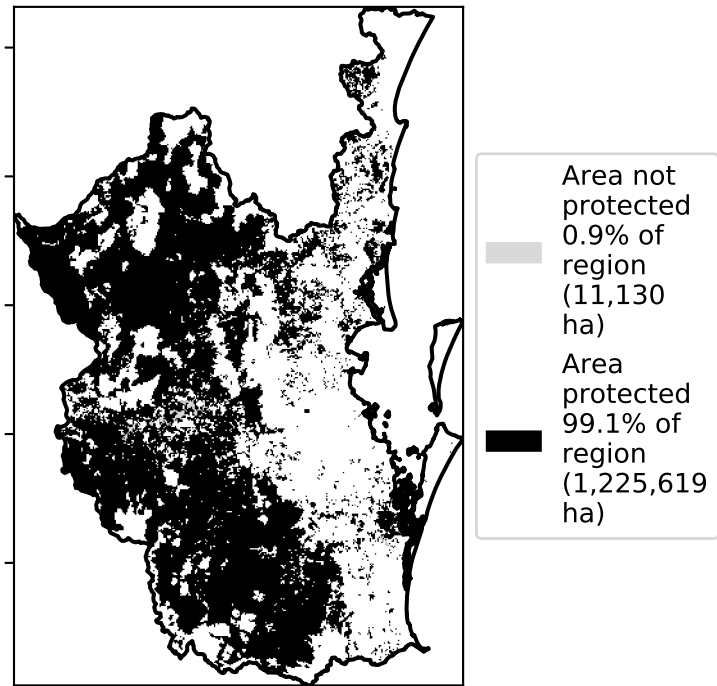 Area not
protected
0.9% of
region
(11,130
ha)
Area
protected
99.1% of
region
(1,225,619
ha)